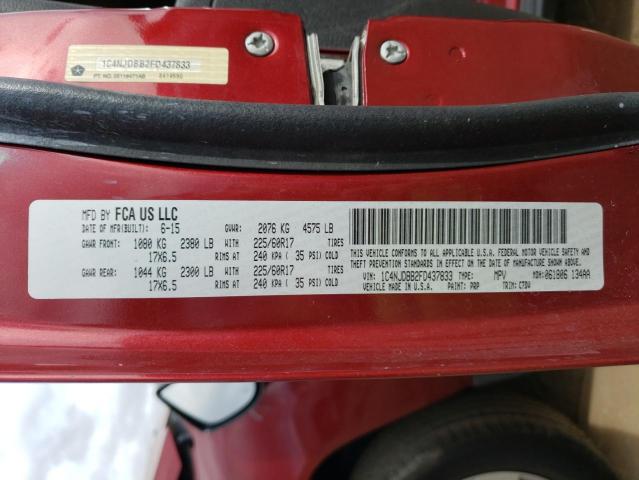 1C4NJDBB2FD437833
MFD BY FCA US LLC
DATE OF MFR(BUILT): 6-15 GVWR: 2076 KG 4575 LB
GAWR FRONT: 1080 KG 2380 LB WITH 225/60R17 TIRES
17X6.5 RIMS AT 240 KPA( 35 PSI) COLD
GAWR REAR: 1044 KG 2300 LB WITH 225/60R17 TIRES
17X6.5 RIMS AT 240 KPA( 35 PSI) COLD
THIS VEHICLE CONFORMS TO ALL APPLICABLE U.S.A. FEDERAL MOTOR VEHICLE SAFETY AND
THEFT PREVENTION STANDARDS IN EFFECT ON THE DATE OF MANUFACTURE SHOWN ABOVE.
VIN: 1C4NJDBB2FD437833 TYPE: MPV MDH:061806 134AA
VEHICLE MADE IN U.S.A. PAINT: PRP TRIM: